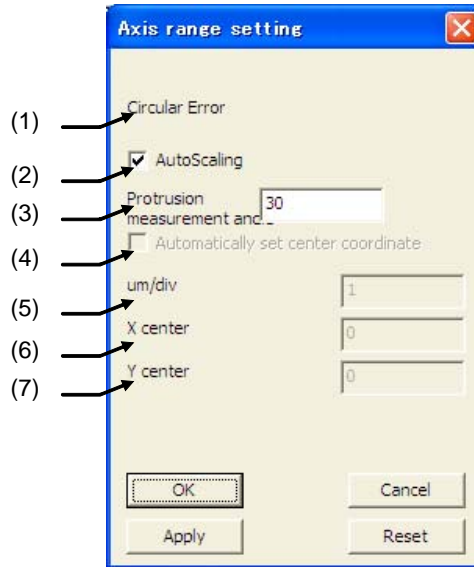 Axis range setting
(1) Circular Error
(2) AutoScaling
(3) Protrusion
measurement 30
(4) Automatically set center coordinate
(5) um/div 1
(6) X center 0
(7) Y center 0
OK Cancel
Apply Reset